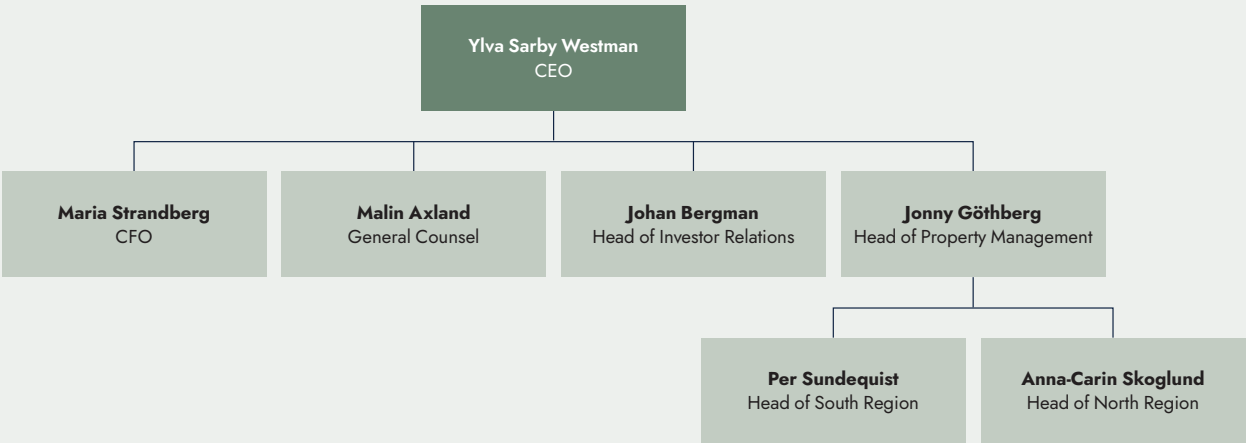 Ylva Sarby Westman
CEO
Maria Strandberg
CFO
Malin Axland
General Counsel
Johan Bergman
Head of Investor Relations
Jonny Göthberg
Head of Property Management
Per Sundequist
Head of South Region
Anna-Carin Skoglund
Head of North Region